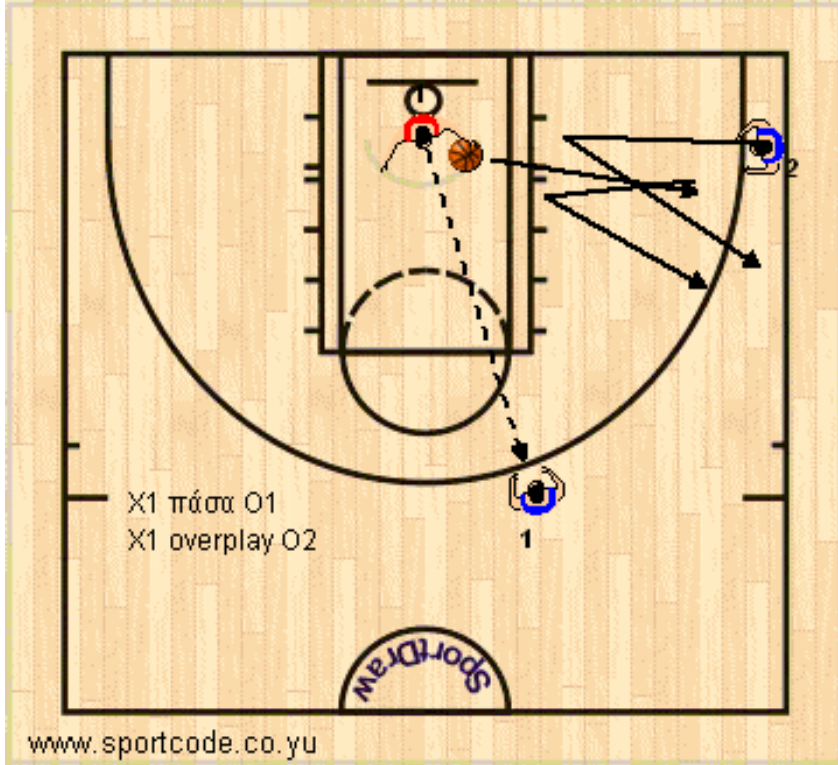 2
X1 πάσα O1
X1 overplay O2
1
SportDraw
www.sportcode.co.yu